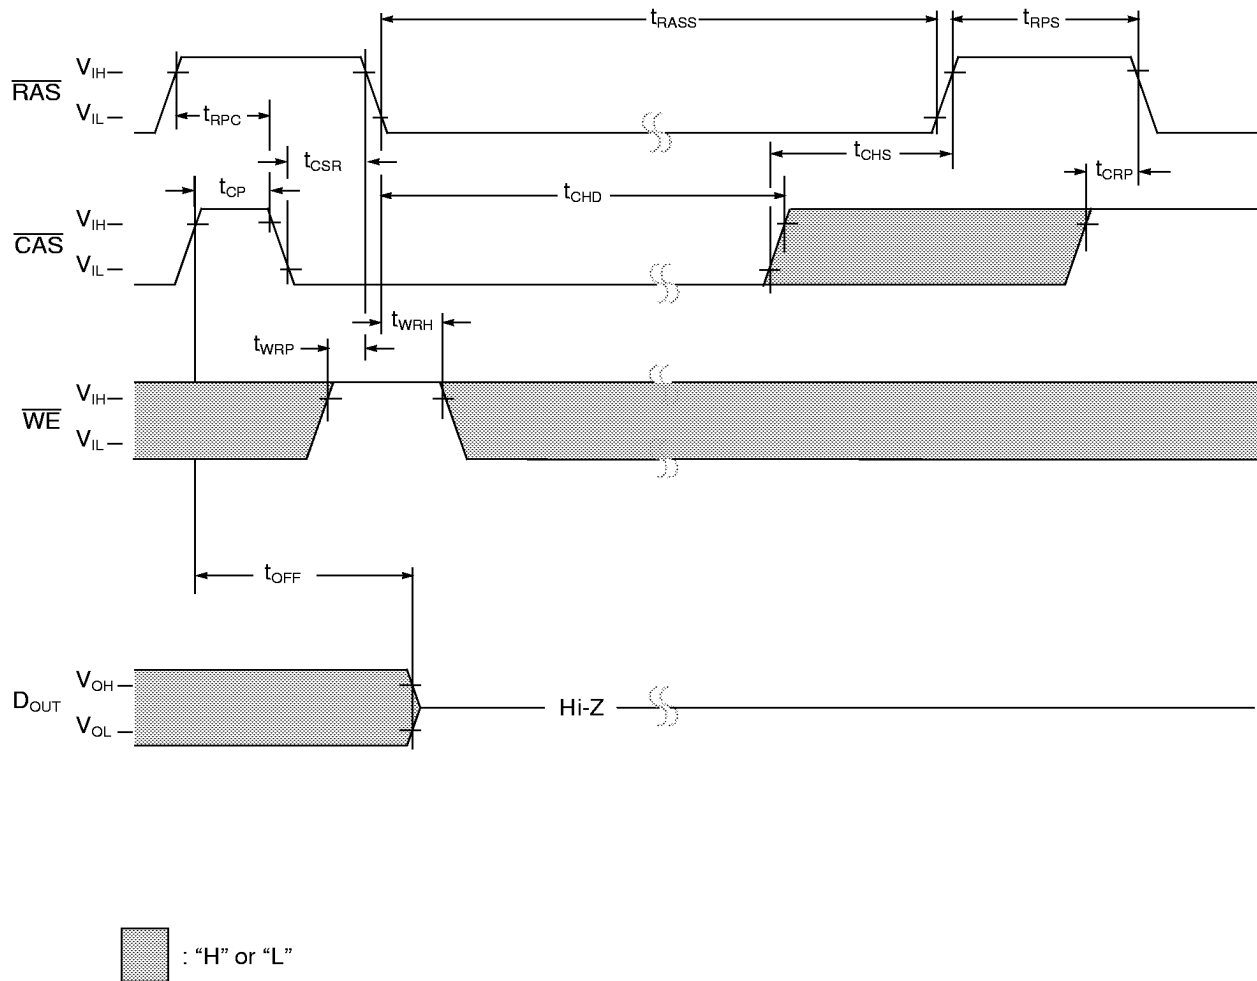 tRASS
tRPS
RAS
VIH
VIL
tRPC
tCSR
tCHS
tCRP
tCP
tCHD
CAS
VIH
VIL
tWRH
tWRP
WE
VIH
VIL
tOFF
DOUT
VOH
VOL
Hi-Z
: “H” or “L”